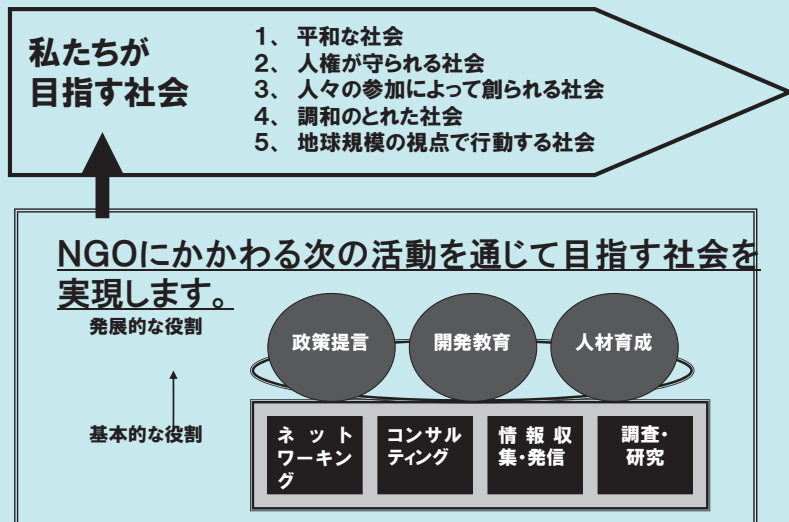 私たちが
目指す社会
1、 平和な社会
2、 人権が守られる社会
3、 人々の参加によって創られる社会
4、 調和のとれた社会
5、 地球規模の視点で行動する社会
NGOにかかわる次の活動を通じて目指す社会を
実現します。
発展的な役割
政策提言
開発教育
人材育成
基本的な役割
ネット
ワーキン
グ
コンサル
ティング
情報収
集・発信
調査・
研究